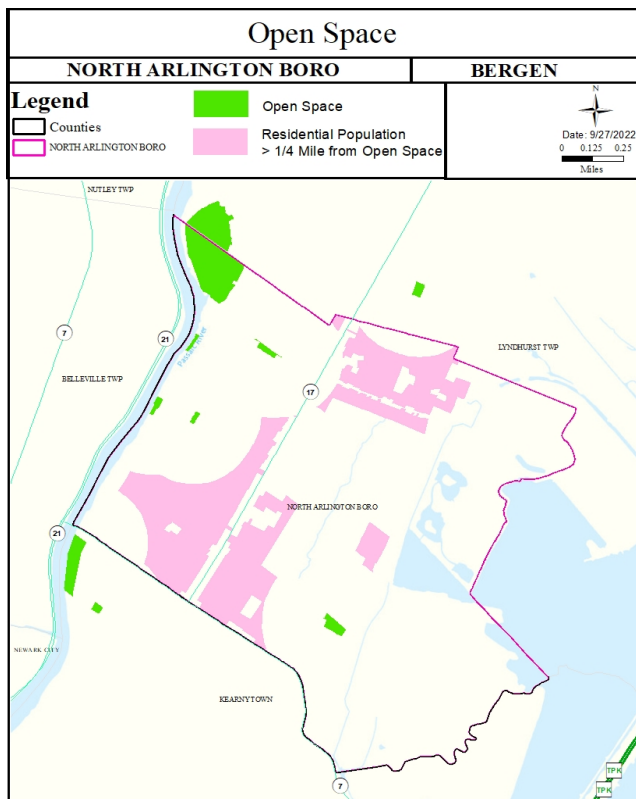 Open Space
NORTH ARLINGTON BORO
BERGEN
Legend
Counties
NORTH ARLINGTON BORO
Open Space
Residential Population
> 1/4 Mile from Open Space
N
Date: 9/27/2022
0 0.125 0.25
Miles
NUTLEY TWP
7
21
Passaic River
LYNDHURST TWP
BELLEVILLE TWP
17
NORTH ARLINGTON BORO
21
NEWARK CITY
KEARNY TOWN
7
TPK
TPK